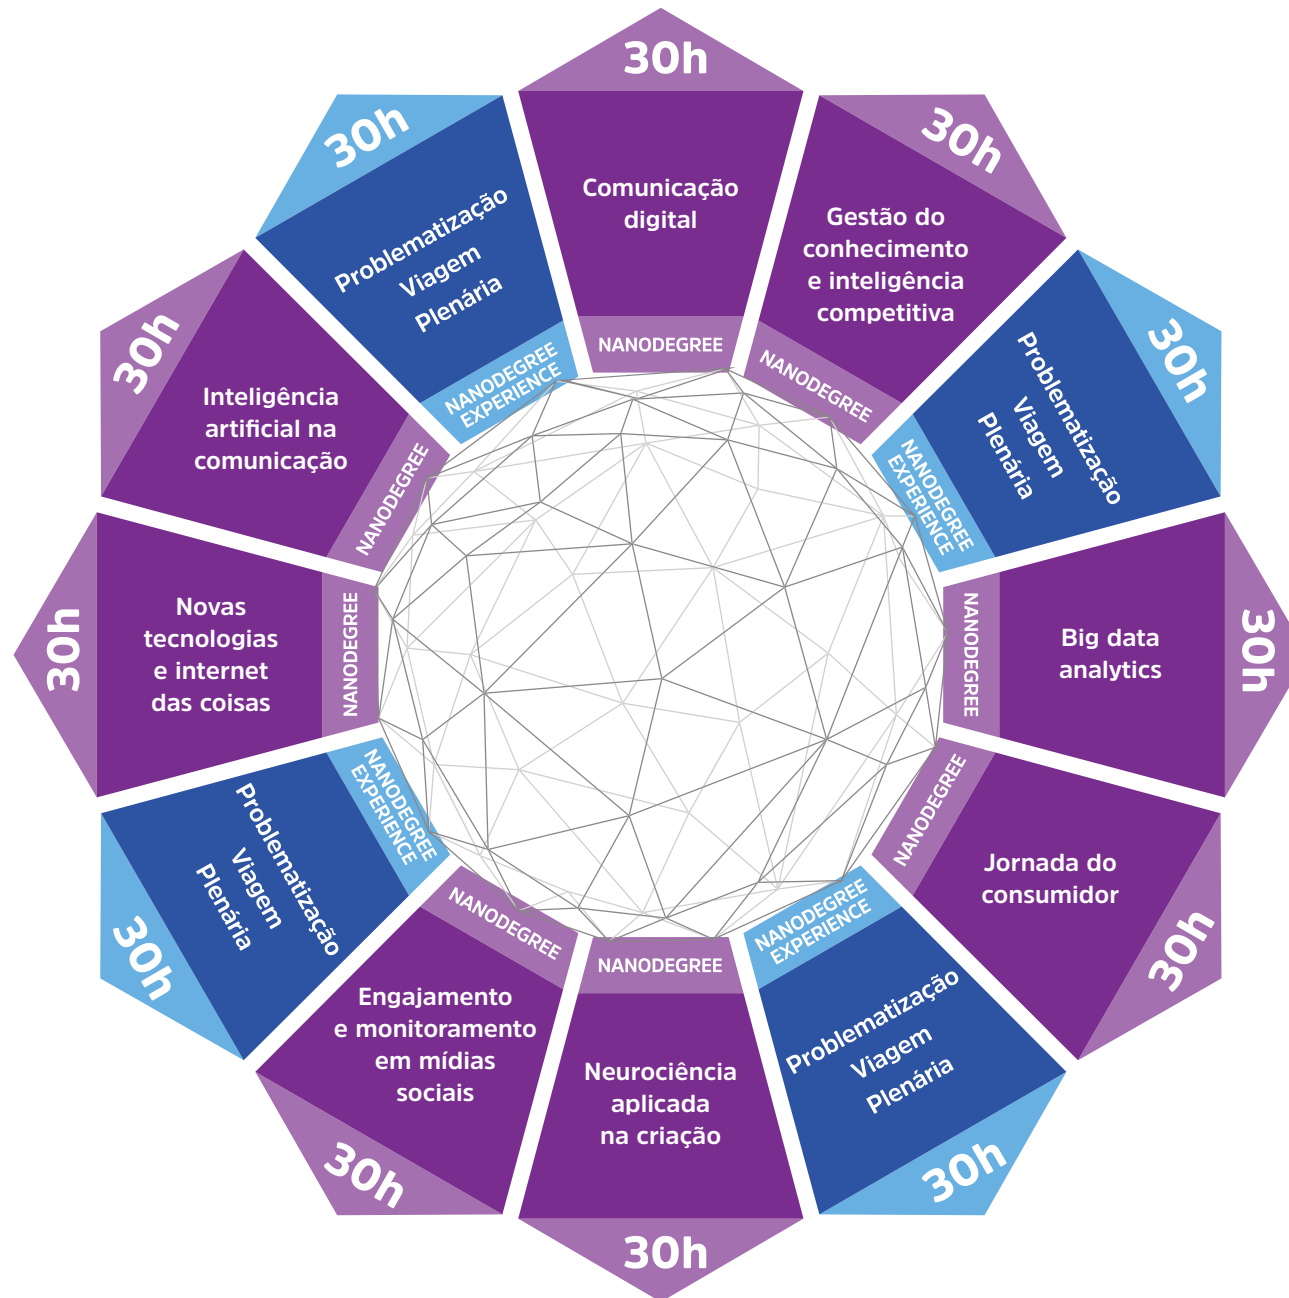 30h
Comunicação
digital
NANODEGREE
30h
Gestão do
conhecimento
e inteligência
competitiva
NANODEGREE
30h
Problematização
Viagem
Plenária
NANODEGREE
EXPERIENCE
30h
Big data
analytics
NANODEGREE
30h
Jornada do
consumidor
NANODEGREE
30h
Problematização
Viagem
Plenária
NANODEGREE
EXPERIENCE
30h
Neurociência
aplicada
na criação
NANODEGREE
30h
Engajamento
e monitoramento
em mídias
sociais
NANODEGREE
30h
Problematização
Viagem
Plenária
NANODEGREE
EXPERIENCE
30h
Novas
tecnologias
e internet
das coisas
NANODEGREE
30h
Inteligência
artificial na
comunicação
NANODEGREE
30h
Problematização
Viagem
Plenária
NANODEGREE
EXPERIENCE